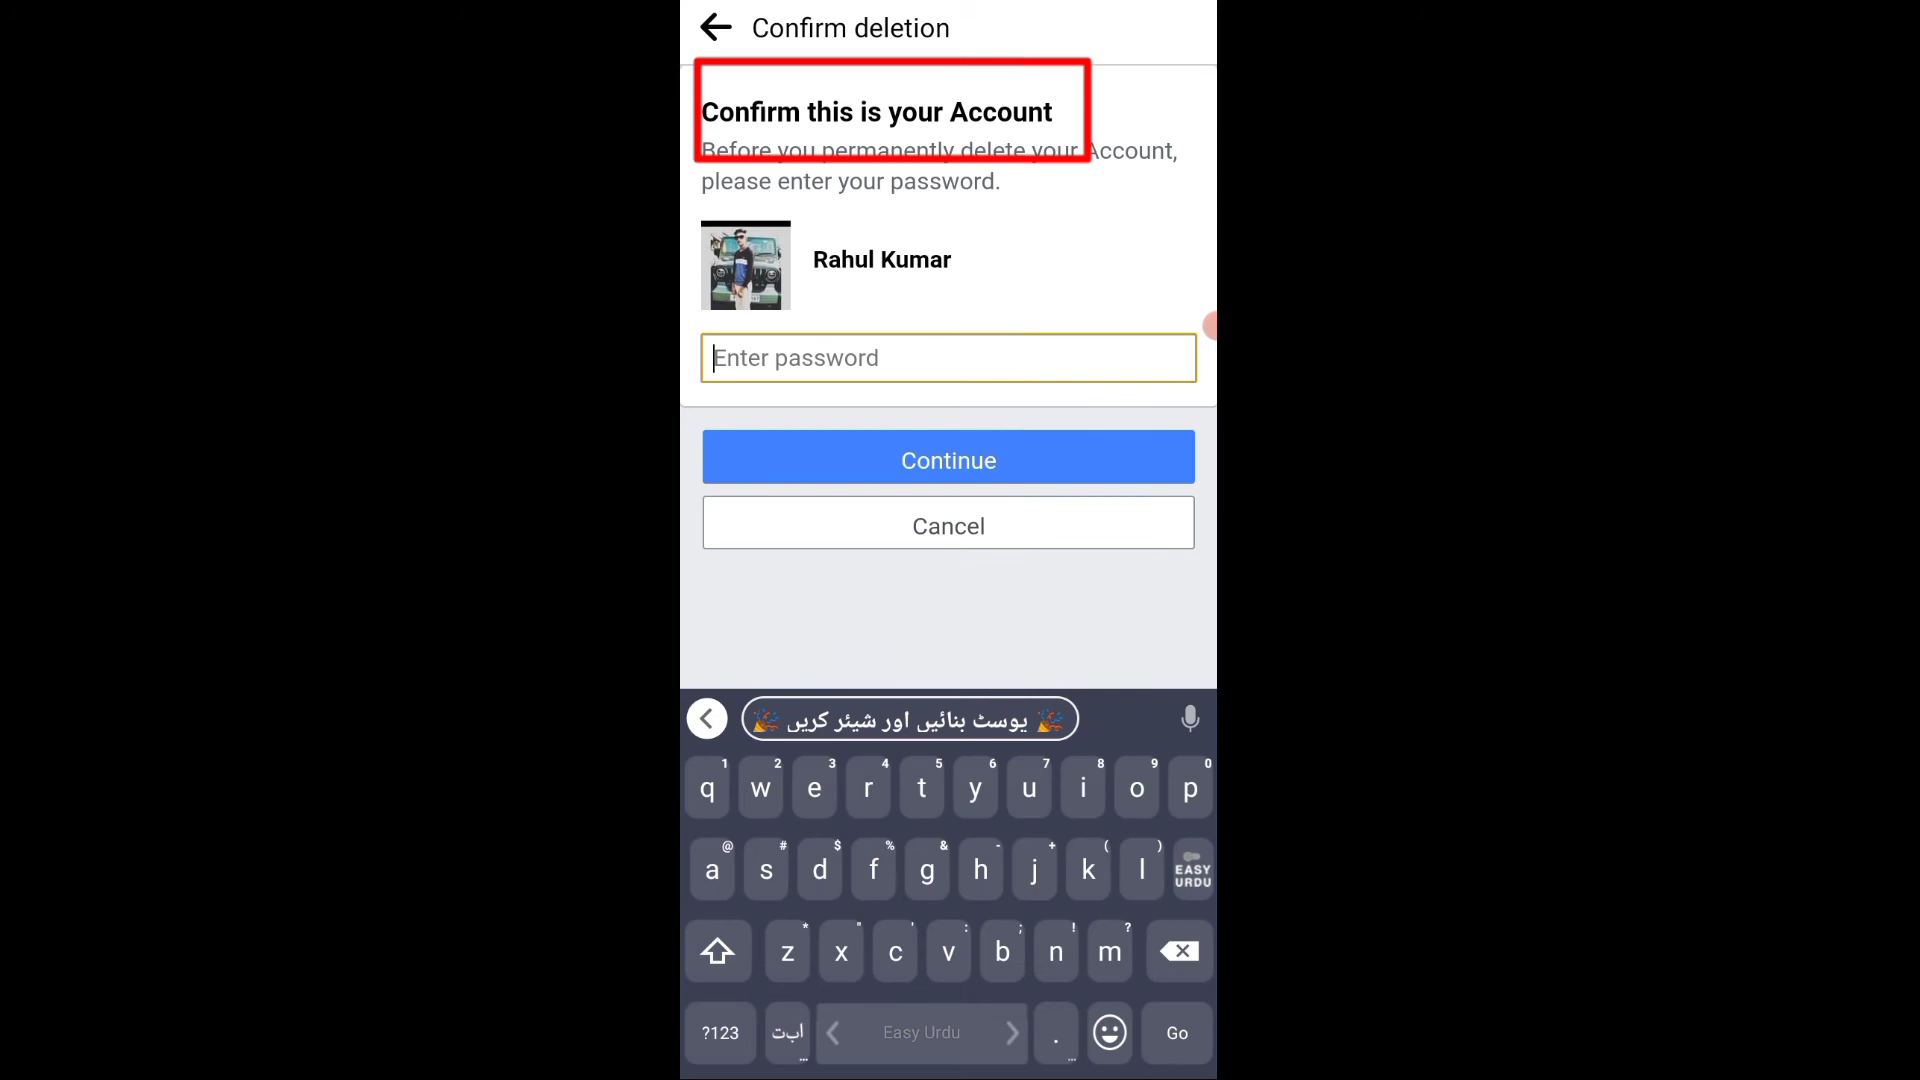 Confirm deletion
Confirm this is your Account
Before you permanently delete your Account,
please enter your password.
Rahul Kumar
Enter password
Continue
Cancel
🎉 پوسٹ بنائیں اور شیئر کریں 🎉
1 2 3 4 5 6 7 8 9 0
q w e r t y u i o p
@ # $ % & - + ( )
a s d f g h j k l EASY URDU
* " ' : ; ! ?
z x c v b n m
?123 ا ب ت ... Easy Urdu . ... Go